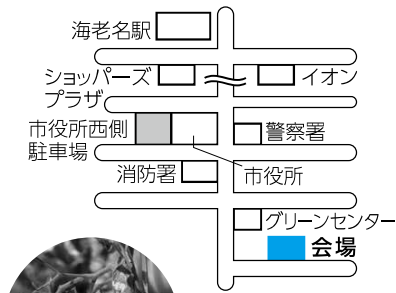 海老名駅
ショッパーズ
プラザ
イオン
市役所西側
駐車場
警察署
消防署
市役所
グリーンセンター
会場